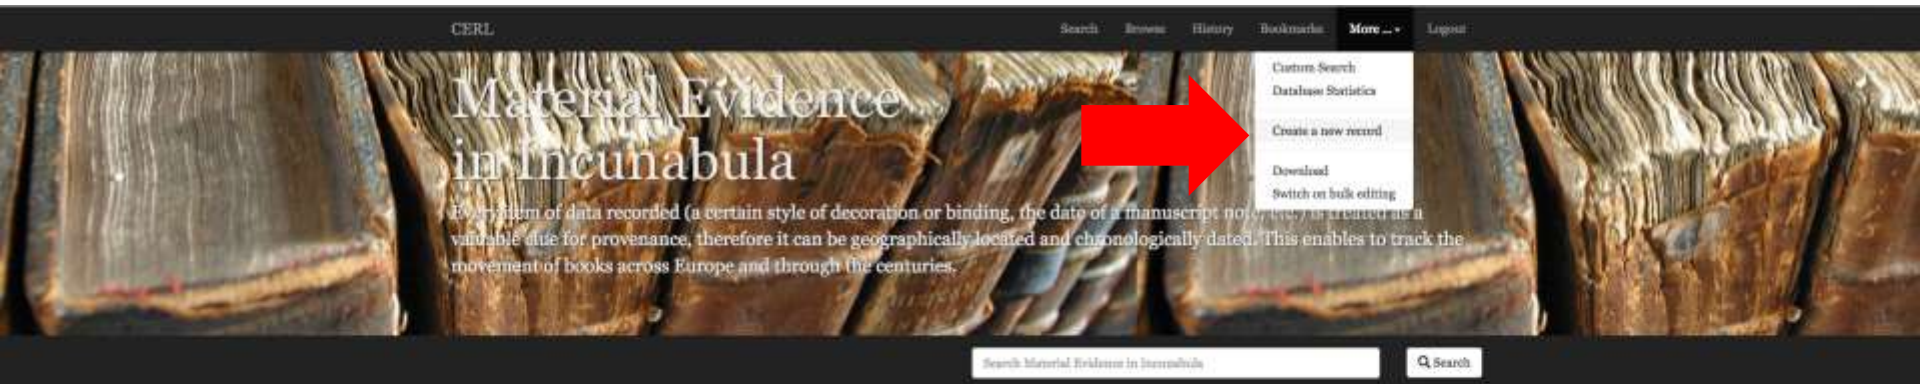 CERL
Search Browse History Bookmarks More ... Logout
Custom Search
Database Statistics
Create a new record
Download
Switch on bulk editing
Material Evidence
in Incunabula
Every item of data recorded (a certain style of decoration or binding, the date of a manuscript note, etc.) is treated as a
valuable clue for provenance, therefore it can be geographically located and chronologically dated. This enables to track the
movement of books across Europe and through the centuries.
Search Material Evidence in Incunabula
Search